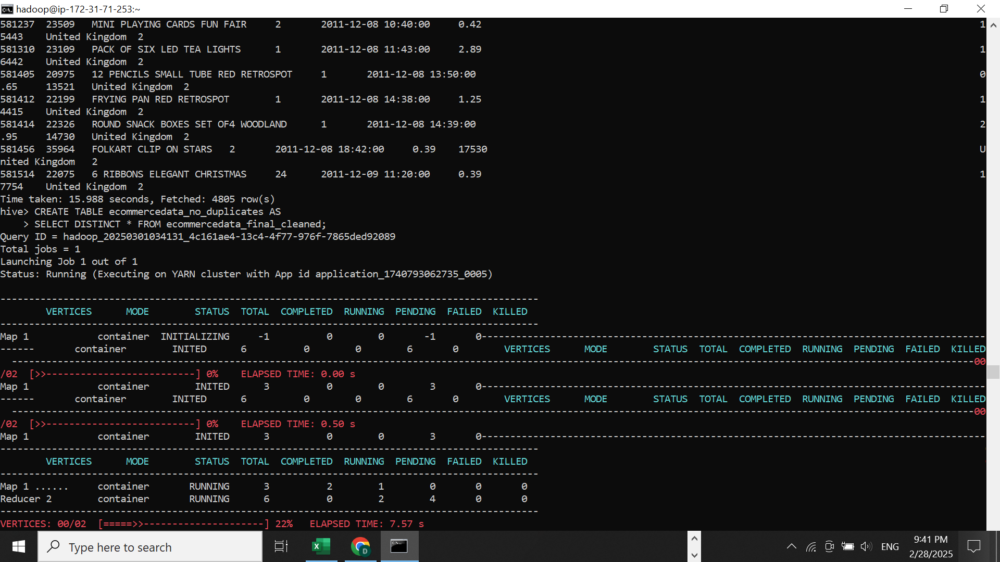 hadoop@ip-172-31-71-253:~
581237  23509   MINI PLAYING CARDS FUN FAIR     2       2011-12-08 10:40:00     0.42    1
5443    United Kingdom  2
581310  23109   PACK OF SIX LED TEA LIGHTS      1       2011-12-08 11:43:00     2.89    1
6442    United Kingdom  2
581405  20975   12 PENCILS SMALL TUBE RED RETROSPOT     1       2011-12-08 13:50:00     0
.65     13521   United Kingdom  2
581412  22199   FRYING PAN RED RETROSPOT        1       2011-12-08 14:38:00     1.25    1
4415    United Kingdom  2
581414  22326   ROUND SNACK BOXES SET OF4 WOODLAND      1       2011-12-08 14:39:00     2
.95     14730   United Kingdom  2
581456  35964   FOLKART CLIP ON STARS   2       2011-12-08 18:42:00     0.39    17530   U
nited Kingdom   2
581514  22075   6 RIBBONS ELEGANT CHRISTMAS     24      2011-12-09 11:20:00     0.39    1
7754    United Kingdom  2
Time taken: 15.988 seconds, Fetched: 4805 row(s)
hive> CREATE TABLE ecommercedata_no_duplicates AS
    > SELECT DISTINCT * FROM ecommercedata_final_cleaned;
Query ID = hadoop_20250301034131_4c161ae4-13c4-4f77-976f-7865ded92089
Total jobs = 1
Launching Job 1 out of 1
Status: Running (Executing on YARN cluster with App id application_1740793062735_0005)
----------------------------------------------------------------------------------------------
        VERTICES      MODE        STATUS  TOTAL  COMPLETED  RUNNING  PENDING  FAILED  KILLED
----------------------------------------------------------------------------------------------
Map 1            container  INITIALIZING     -1          0        0       -1       0----------------------------------------------------------------------------------------
------       container        INITED      6          0        0        6       0        VERTICES      MODE        STATUS  TOTAL  COMPLETED  RUNNING  PENDING  FAILED  KILLED
  ----------------------------------------------------------------------------------------------00
/02  [>>--------------------------] 0%    ELAPSED TIME: 0.00 s
Map 1            container        INITED      3          0        0        3       0----------------------------------------------------------------------------------------
------       container        INITED      6          0        0        6       0        VERTICES      MODE        STATUS  TOTAL  COMPLETED  RUNNING  PENDING  FAILED  KILLED
  ----------------------------------------------------------------------------------------------00
/02  [>>--------------------------] 0%    ELAPSED TIME: 0.50 s
Map 1            container        INITED      3          0        0        3       0----------------------------------------------------------------------------------------
----------------------------------------------------------------------------------------------
        VERTICES      MODE        STATUS  TOTAL  COMPLETED  RUNNING  PENDING  FAILED  KILLED
----------------------------------------------------------------------------------------------
Map 1 ......     container       RUNNING      3          2        1        0       0       0
Reducer 2        container       RUNNING      6          0        2        4       0       0
----------------------------------------------------------------------------------------------
VERTICES: 00/02  [=====>>---------------------] 22%   ELAPSED TIME: 7.57 s
Type here to search
ENG
9:41 PM
2/28/2025